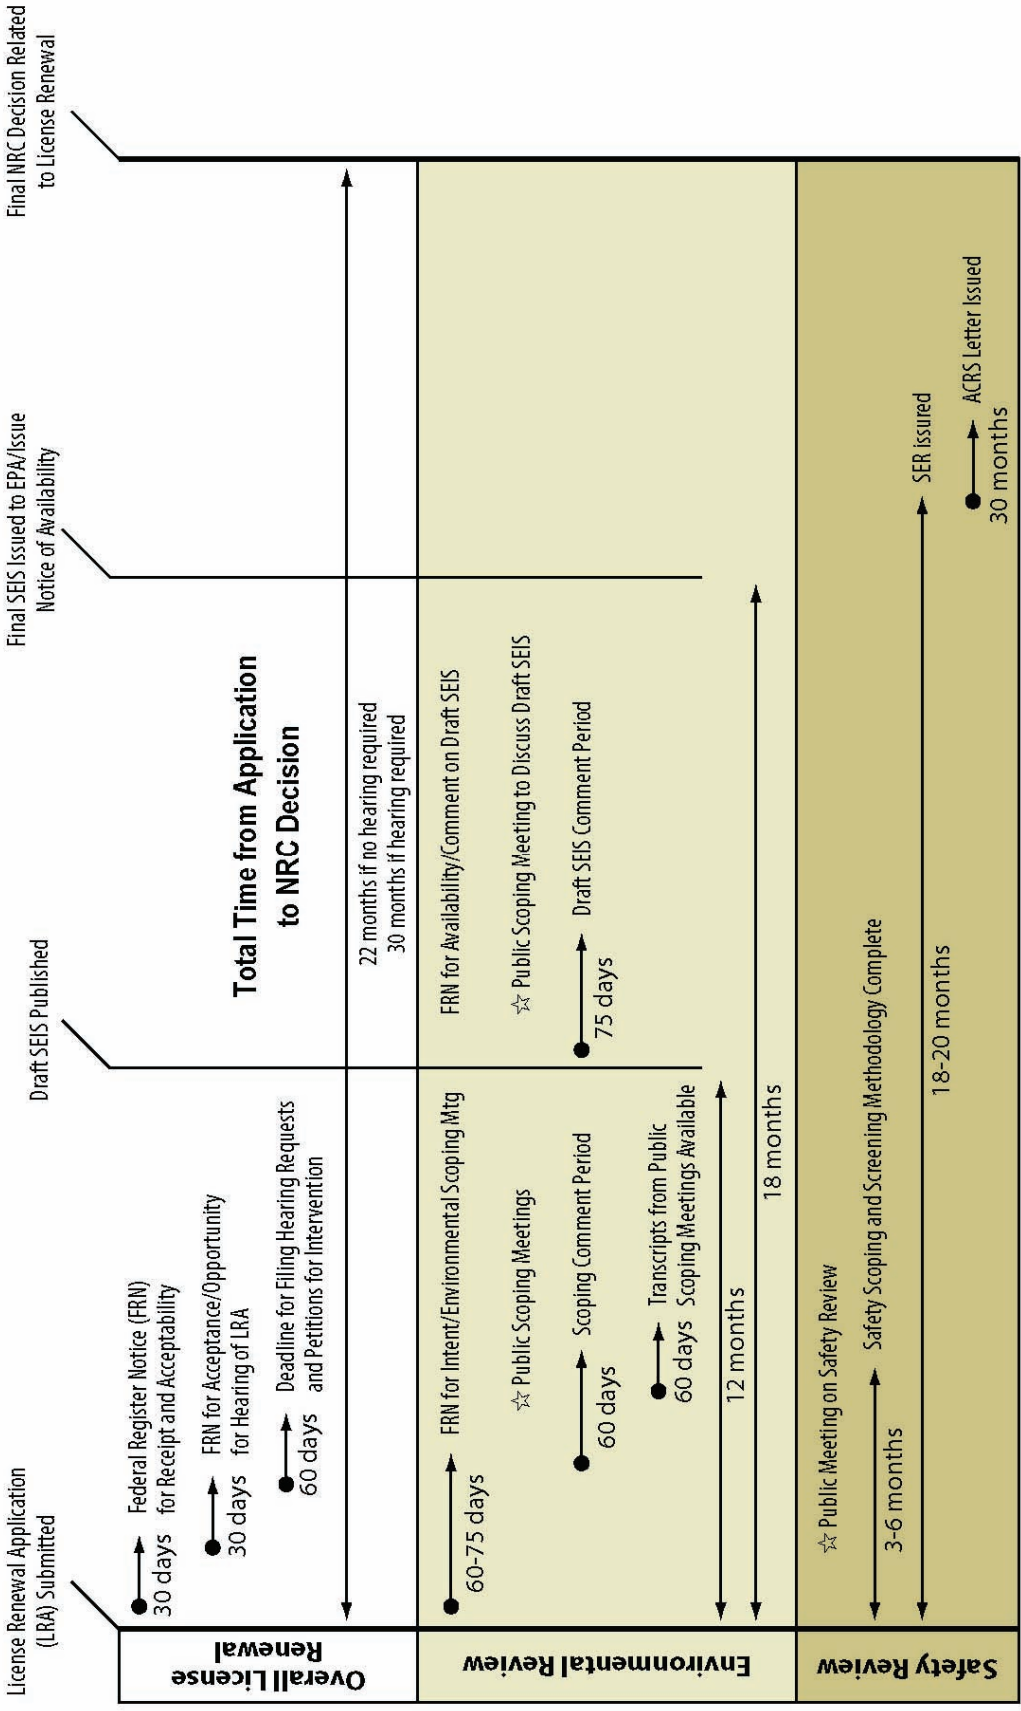 License Renewal Application
(LRA) Submitted
Draft SEIS Published
Final SEIS Issued to EPA/Issue
Notice of Availability
Final NRC Decision Related
to License Renewal
Overall License
Renewal
Federal Register Notice (FRN)
for Receipt and Acceptability
30 days
FRN for Acceptance/Opportunity
for Hearing of LRA
30 days
Deadline for Filing Hearing Requests
and Petitions for Intervention
60 days
Total Time from Application
to NRC Decision
22 months if no hearing required
30 months if hearing required
Environmental Review
FRN for Intent/Environmental Scoping Mtg
60-75 days
☆ Public Scoping Meetings
Scoping Comment Period
60 days
Transcripts from Public
Scoping Meetings Available
60 days
12 months
18 months
FRN for Availability/Comment on Draft SEIS
☆ Public Scoping Meeting to Discuss Draft SEIS
Draft SEIS Comment Period
75 days
Safety Review
☆ Public Meeting on Safety Review
Safety Scoping and Screening Methodology Complete
3-6 months
SER issued
18-20 months
ACRS Letter Issued
30 months